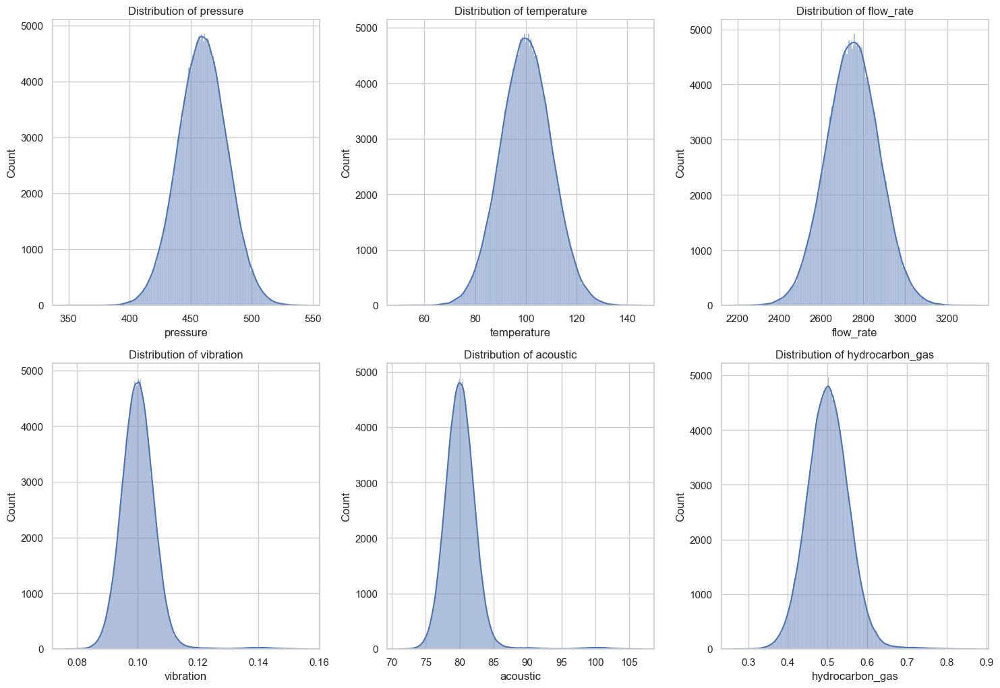 Distribution of pressure
5000
4000
3000
2000
1000
0
Count
350 400 450 500 550
pressure
Distribution of temperature
5000
4000
3000
2000
1000
0
Count
60 80 100 120 140
temperature
Distribution of flow_rate
5000
4000
3000
2000
1000
0
Count
2200 2400 2600 2800 3000 3200
flow_rate
Distribution of vibration
5000
4000
3000
2000
1000
0
Count
0.08 0.10 0.12 0.14 0.16
vibration
Distribution of acoustic
5000
4000
3000
2000
1000
0
Count
70 75 80 85 90 95 100 105
acoustic
Distribution of hydrocarbon_gas
5000
4000
3000
2000
1000
0
Count
0.3 0.4 0.5 0.6 0.7 0.8 0.9
hydrocarbon_gas